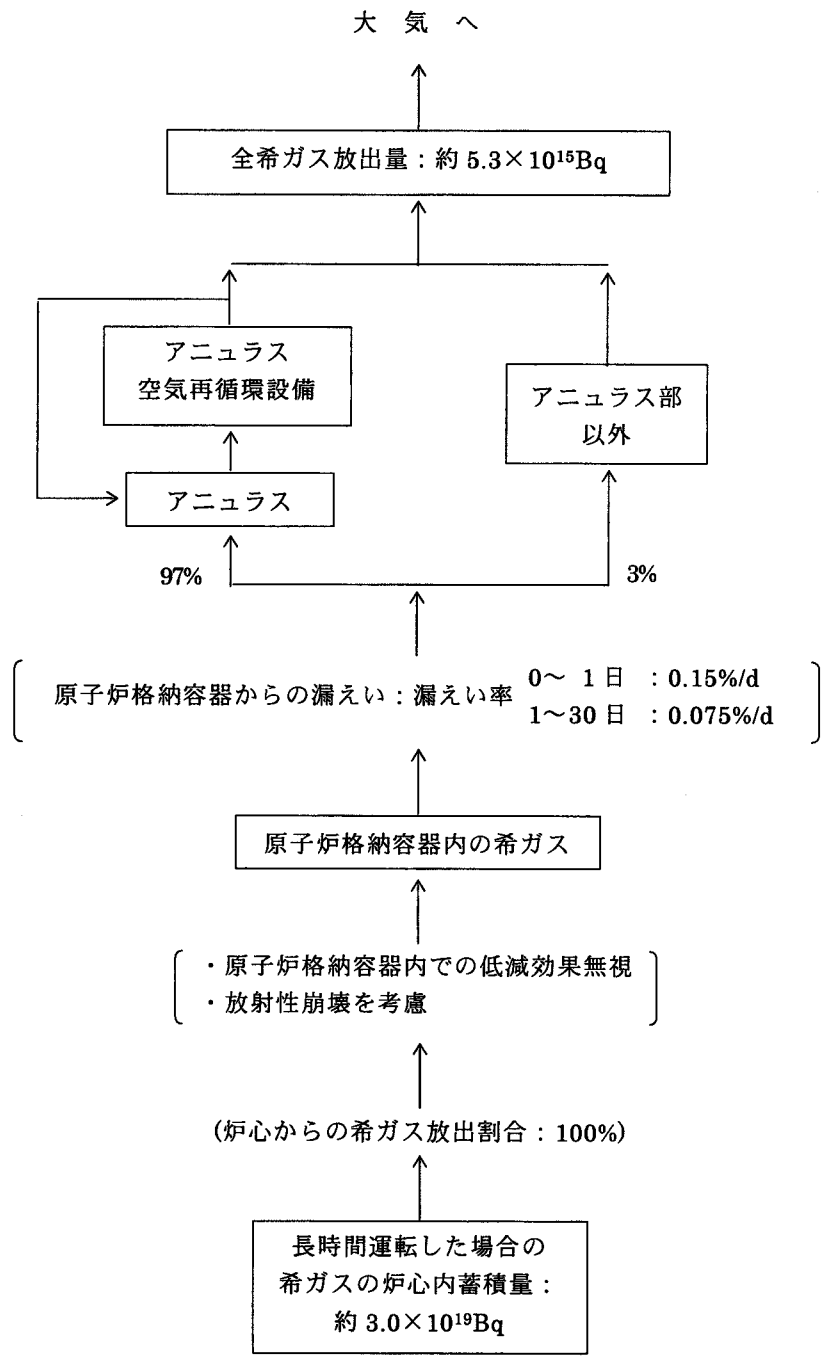 大 気 へ
全希ガス放出量：約 5.3×10¹⁵Bq
アニュラス
空気再循環設備
アニュラス部
以外
アニュラス
97%
3%
原子炉格納容器からの漏えい：漏えい率
0～ 1 日 ：0.15%/d
1～30 日 ：0.075%/d
原子炉格納容器内の希ガス
・原子炉格納容器内での低減効果無視
・放射性崩壊を考慮
(炉心からの希ガス放出割合：100%)
長時間運転した場合の
希ガスの炉心内蓄積量：
約 3.0×10¹⁹Bq